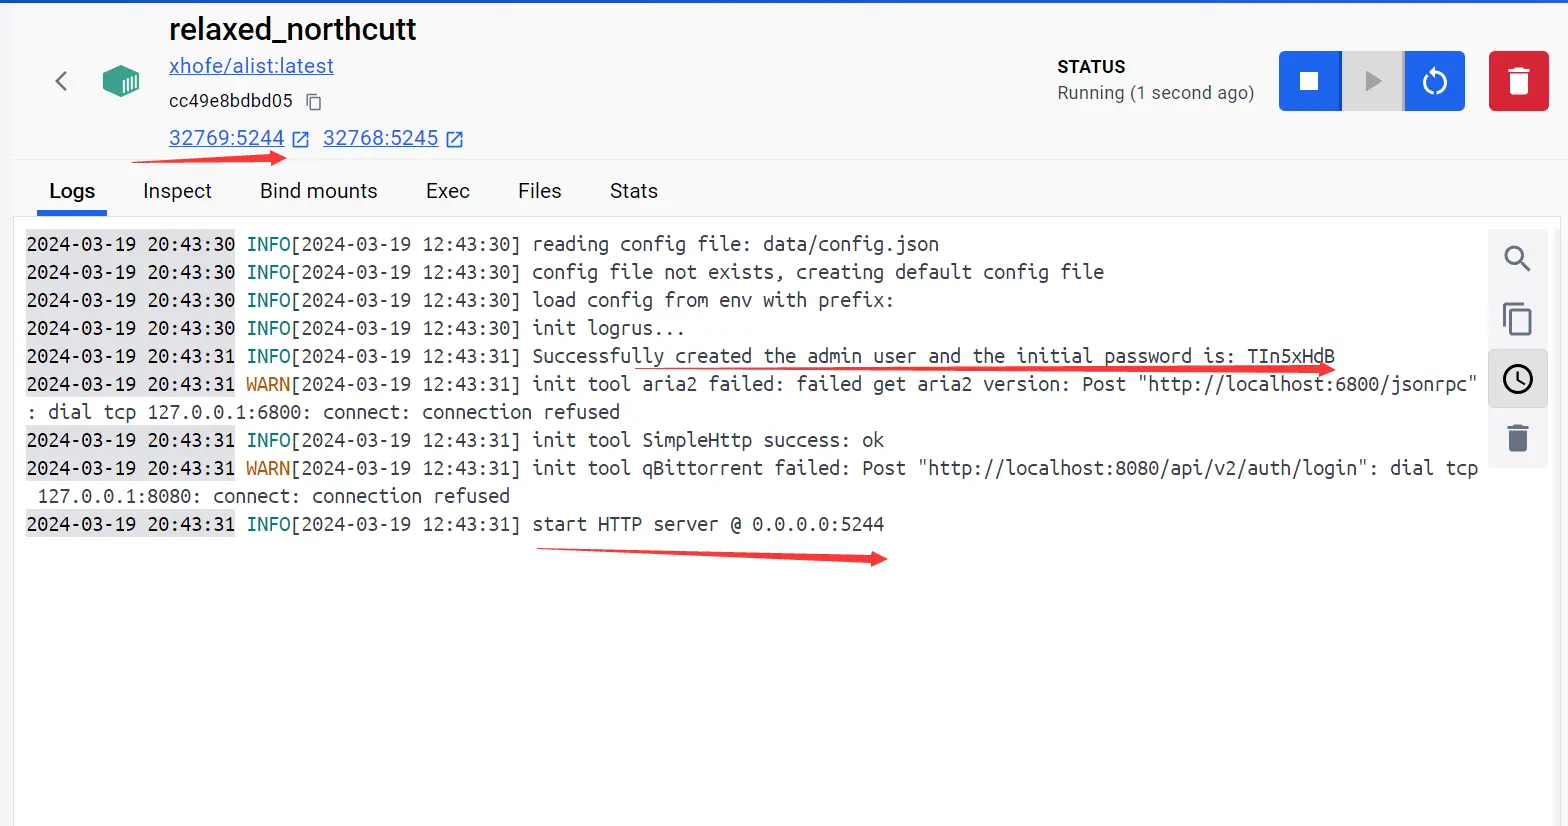 relaxed_northcutt
xhofe/alist:latest
cc49e8bdbd05
32769:5244 32768:5245
STATUS
Running (1 second ago)
Logs Inspect Bind mounts Exec Files Stats
2024-03-19 20:43:30 INFO[2024-03-19 12:43:30] reading config file: data/config.json
2024-03-19 20:43:30 INFO[2024-03-19 12:43:30] config file not exists, creating default config file
2024-03-19 20:43:30 INFO[2024-03-19 12:43:30] load config from env with prefix:
2024-03-19 20:43:30 INFO[2024-03-19 12:43:30] init logrus...
2024-03-19 20:43:31 INFO[2024-03-19 12:43:31] Successfully created the admin user and the initial password is: TIn5xHdB
2024-03-19 20:43:31 WARN[2024-03-19 12:43:31] init tool aria2 failed: failed get aria2 version: Post "http://localhost:6800/jsonrpc"
: dial tcp 127.0.0.1:6800: connect: connection refused
2024-03-19 20:43:31 INFO[2024-03-19 12:43:31] init tool SimpleHttp success: ok
2024-03-19 20:43:31 WARN[2024-03-19 12:43:31] init tool qBittorrent failed: Post "http://localhost:8080/api/v2/auth/login": dial tcp
127.0.0.1:8080: connect: connection refused
2024-03-19 20:43:31 INFO[2024-03-19 12:43:31] start HTTP server @ 0.0.0.0:5244